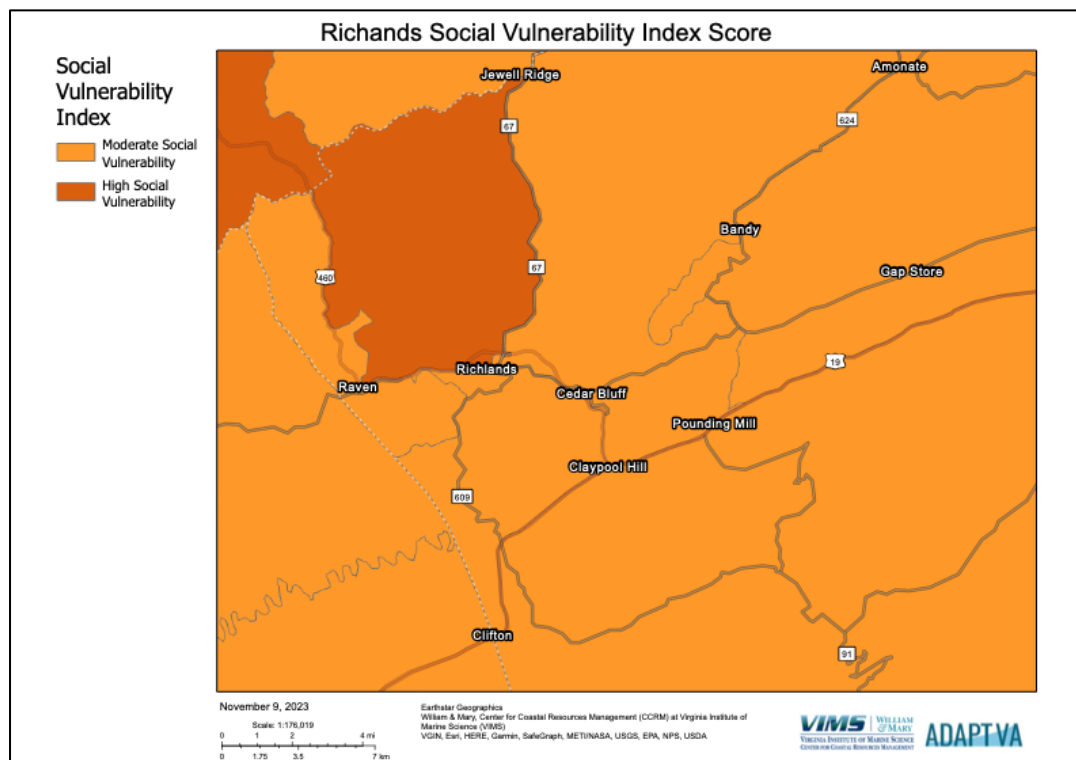 Richands Social Vulnerability Index Score
Social
Vulnerability
Index
Moderate Social
Vulnerability
High Social
Vulnerability
Jewell Ridge
Amonate
67
624
Bandy
67
Gap Store
460
19
Richlands
Raven
Cedar Bluff
Pounding Mill
Claypool Hill
609
Clifton
91
November 9, 2023
Scale: 1:176,019
0 1 2 4 mi
0 1.75 3.5 7 km
Earthstar Geographics
William & Mary, Center for Coastal Resources Management (CCRM) at Virginia Institute of
Marine Science (VIMS)
VGIN, Esri, HERE, Garmin, SafeGraph, METI/NASA, USGS, EPA, NPS, USDA
VIMS | WILLIAM & MARY
VIRGINIA INSTITUTE OF MARINE SCIENCE
CENTER FOR COASTAL RESOURCES MANAGEMENT
ADAPTVA